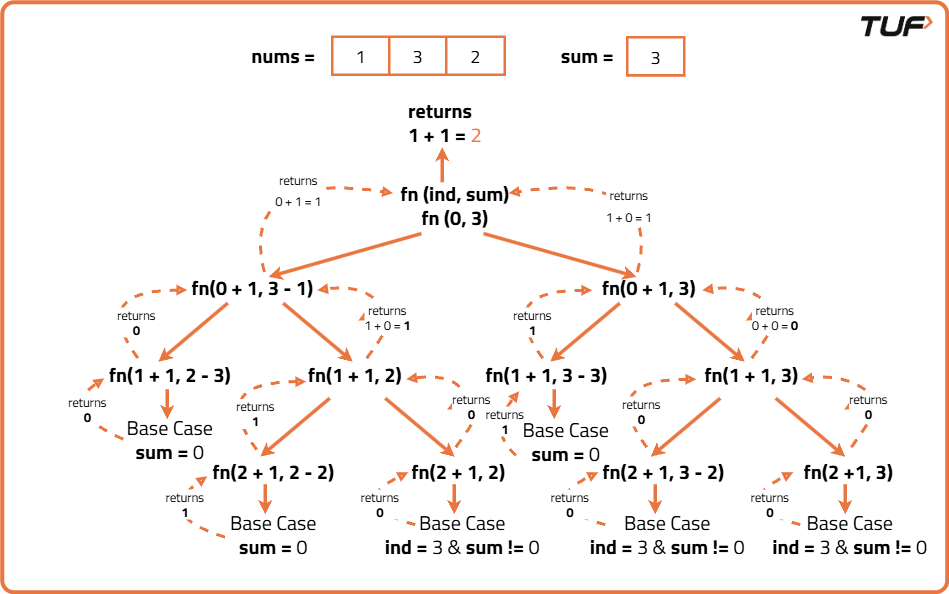 TUF
nums = 1 3 2 sum = 3
returns
1 + 1 = 2
returns
0 + 1 = 1
fn (ind, sum)
fn (0, 3)
returns
1 + 0 = 1
fn(0 + 1, 3 - 1)
fn(0 + 1, 3)
returns
0
returns
1 + 0 = 1
returns
1
returns
0 + 0 = 0
fn(1 + 1, 2 - 3)
fn(1 + 1, 2)
fn(1 + 1, 3 - 3)
fn(1 + 1, 3)
returns
0
returns
1
returns
0
returns
1
returns
0
returns
0
Base Case
sum = 0
Base Case
sum = 0
fn(2 + 1, 2 - 2)
fn(2 + 1, 2)
fn(2 + 1, 3 - 2)
fn(2 +1, 3)
returns
1
returns
0
returns
0
returns
0
Base Case
sum = 0
Base Case
ind = 3 & sum != 0
Base Case
ind = 3 & sum != 0
Base Case
ind = 3 & sum != 0